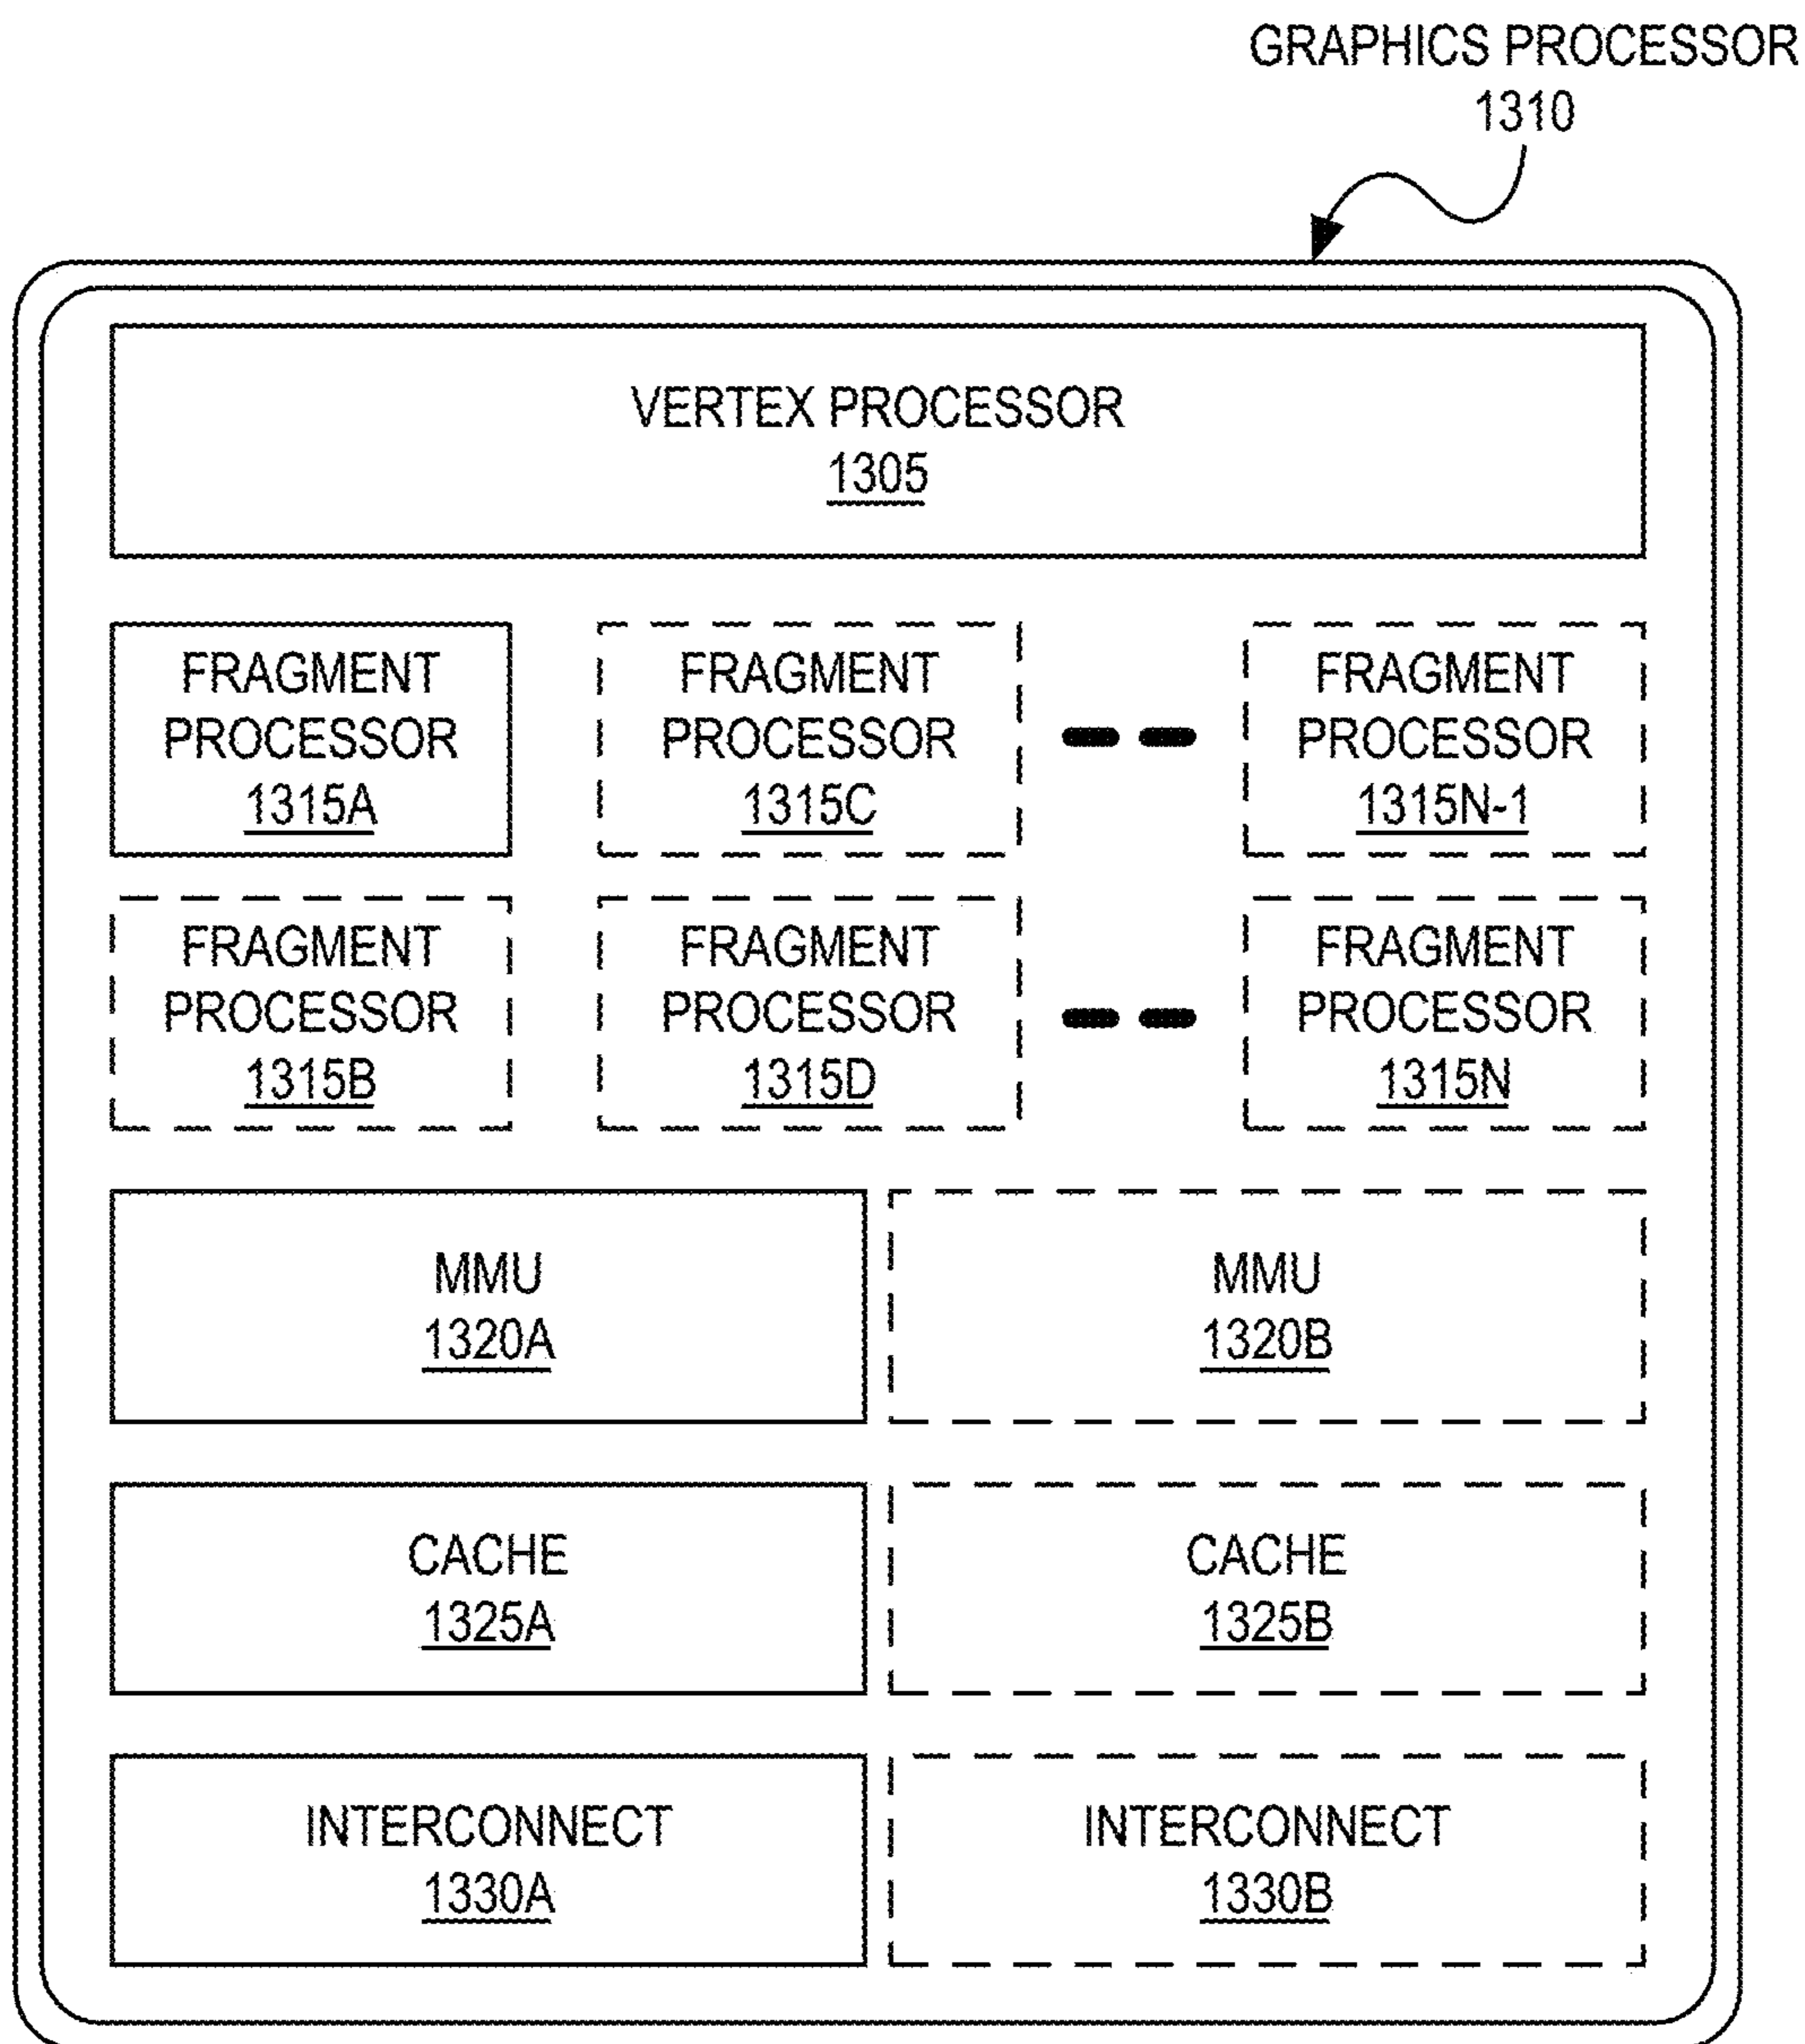 GRAPHICS PROCESSOR
1310
VERTEX PROCESSOR
1305
FRAGMENT
PROCESSOR
1315A
FRAGMENT
PROCESSOR
1315C
FRAGMENT
PROCESSOR
1315N-1
FRAGMENT
PROCESSOR
1315B
FRAGMENT
PROCESSOR
1315D
FRAGMENT
PROCESSOR
1315N
MMU
1320A
MMU
1320B
CACHE
1325A
CACHE
1325B
INTERCONNECT
1330A
INTERCONNECT
1330B